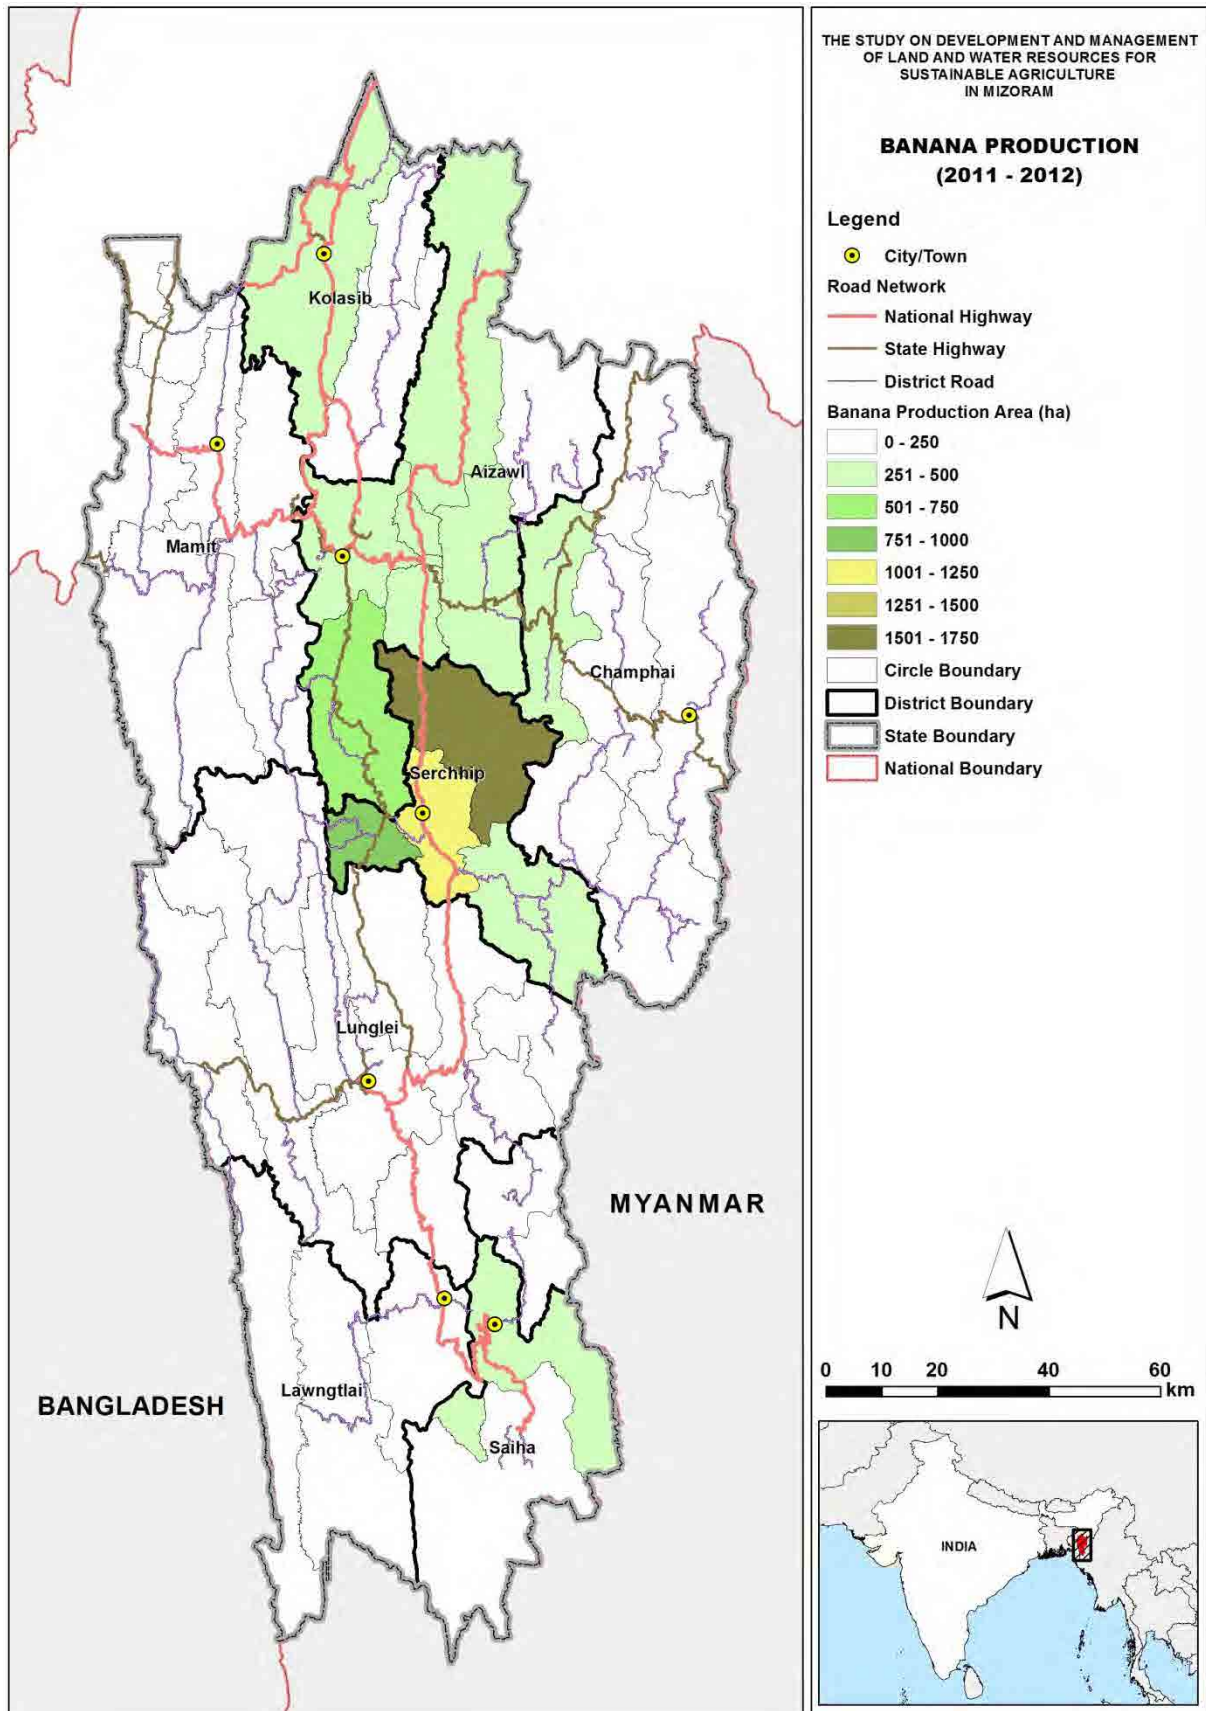 THE STUDY ON DEVELOPMENT AND MANAGEMENT
OF LAND AND WATER RESOURCES FOR
SUSTAINABLE AGRICULTURE
IN MIZORAM
BANANA PRODUCTION
(2011 - 2012)
Legend
City/Town
Road Network
National Highway
State Highway
District Road
Banana Production Area (ha)
0 - 250
251 - 500
501 - 750
751 - 1000
1001 - 1250
1251 - 1500
1501 - 1750
Circle Boundary
District Boundary
State Boundary
National Boundary
Kolasib
Aizawl
Mamit
Champhai
Serchhip
Lunglei
MYANMAR
Lawngtlai
BANGLADESH
Saiha
N
0 10 20 40 60
km
INDIA